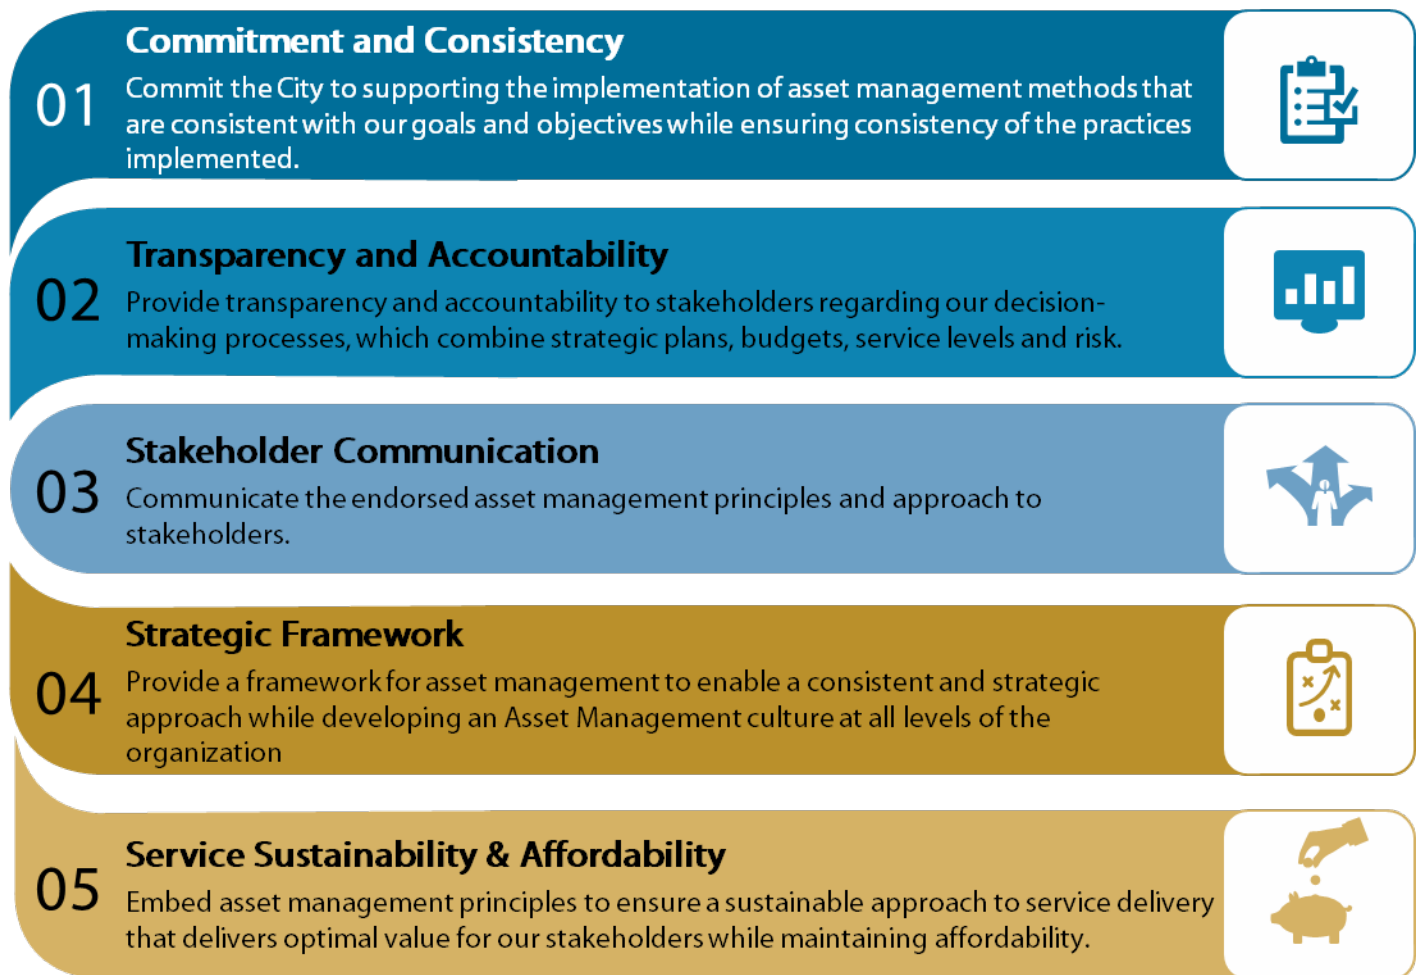 Commitment and Consistency
01
Commit the City to supporting the implementation of asset management methods that
are consistent with our goals and objectives while ensuring consistency of the practices
implemented.
Transparency and Accountability
02
Provide transparency and accountability to stakeholders regarding our decision-
making processes, which combine strategic plans, budgets, service levels and risk.
Stakeholder Communication
03
Communicate the endorsed asset management principles and approach to
stakeholders.
Strategic Framework
04
Provide a framework for asset management to enable a consistent and strategic
approach while developing an Asset Management culture at all levels of the
organization
Service Sustainability & Affordability
05
Embed asset management principles to ensure a sustainable approach to service delivery
that delivers optimal value for our stakeholders while maintaining affordability.